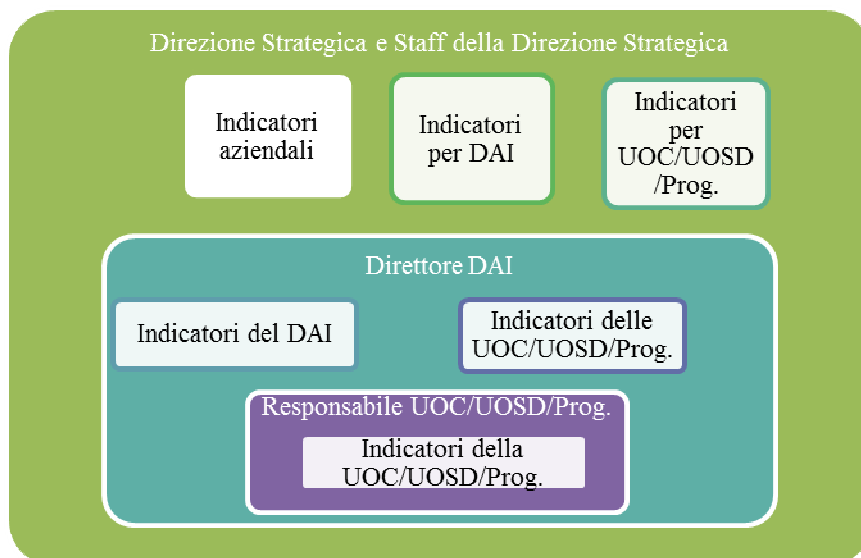 Direzione Strategica e Staff della Direzione Strategica
Indicatori
aziendali
Indicatori
per DAI
Indicatori
per
UOC/UOSD
/Prog.
Direttore DAI
Indicatori del DAI
Indicatori delle
UOC/UOSD/Prog.
Responsabile UOC/UOSD/Prog.
Indicatori della
UOC/UOSD/Prog.